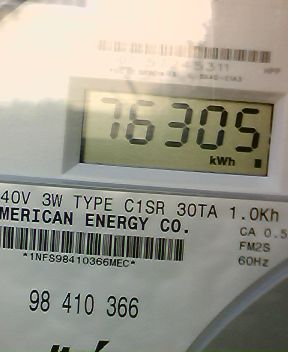 76305
kWh
40V 3W TYPE C1SR 30TA 1.0Kh
MERICAN ENERGY CO.
CA 0.5
FM2S
*1NFS98410366MEC*
60Hz
98 410 366